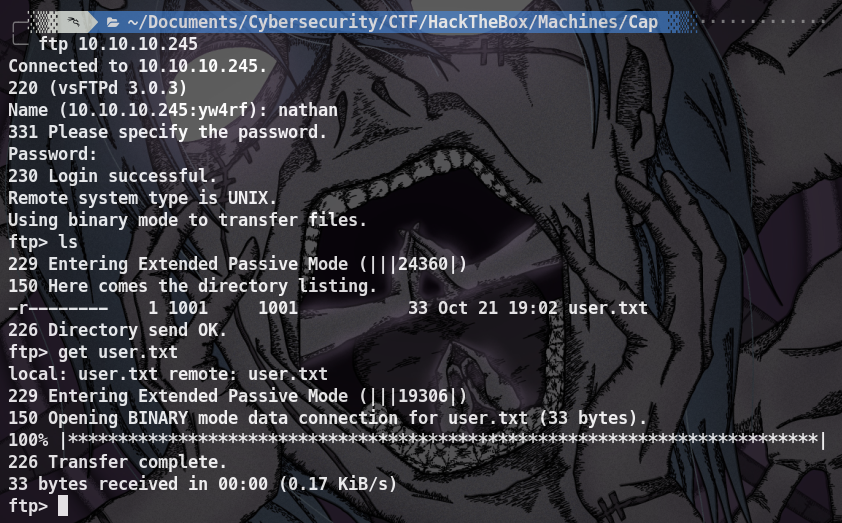 ~/Documents/Cybersecurity/CTF/HackTheBox/Machines/Cap
ftp 10.10.10.245
Connected to 10.10.10.245.
220 (vsFTPd 3.0.3)
Name (10.10.10.245:yw4rf): nathan
331 Please specify the password.
Password:
230 Login successful.
Remote system type is UNIX.
Using binary mode to transfer files.
ftp> ls
229 Entering Extended Passive Mode (|||24360|)
150 Here comes the directory listing.
-r-------- 1 1001 1001 33 Oct 21 19:02 user.txt
226 Directory send OK.
ftp> get user.txt
local: user.txt remote: user.txt
229 Entering Extended Passive Mode (|||19306|)
150 Opening BINARY mode data connection for user.txt (33 bytes).
100% |***************************************************************************|
226 Transfer complete.
33 bytes received in 00:00 (0.17 KiB/s)
ftp>